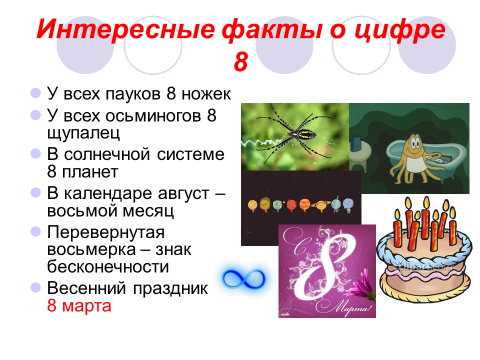 Интересные факты о цифре
8
У всех пауков 8 ножек
У всех осьминогов 8
щупалец
В солнечной системе
8 планет
В календаре август –
восьмой месяц
Перевернутая
восьмерка – знак
бесконечности
Весенний праздник
8 марта
С
8
Марта!